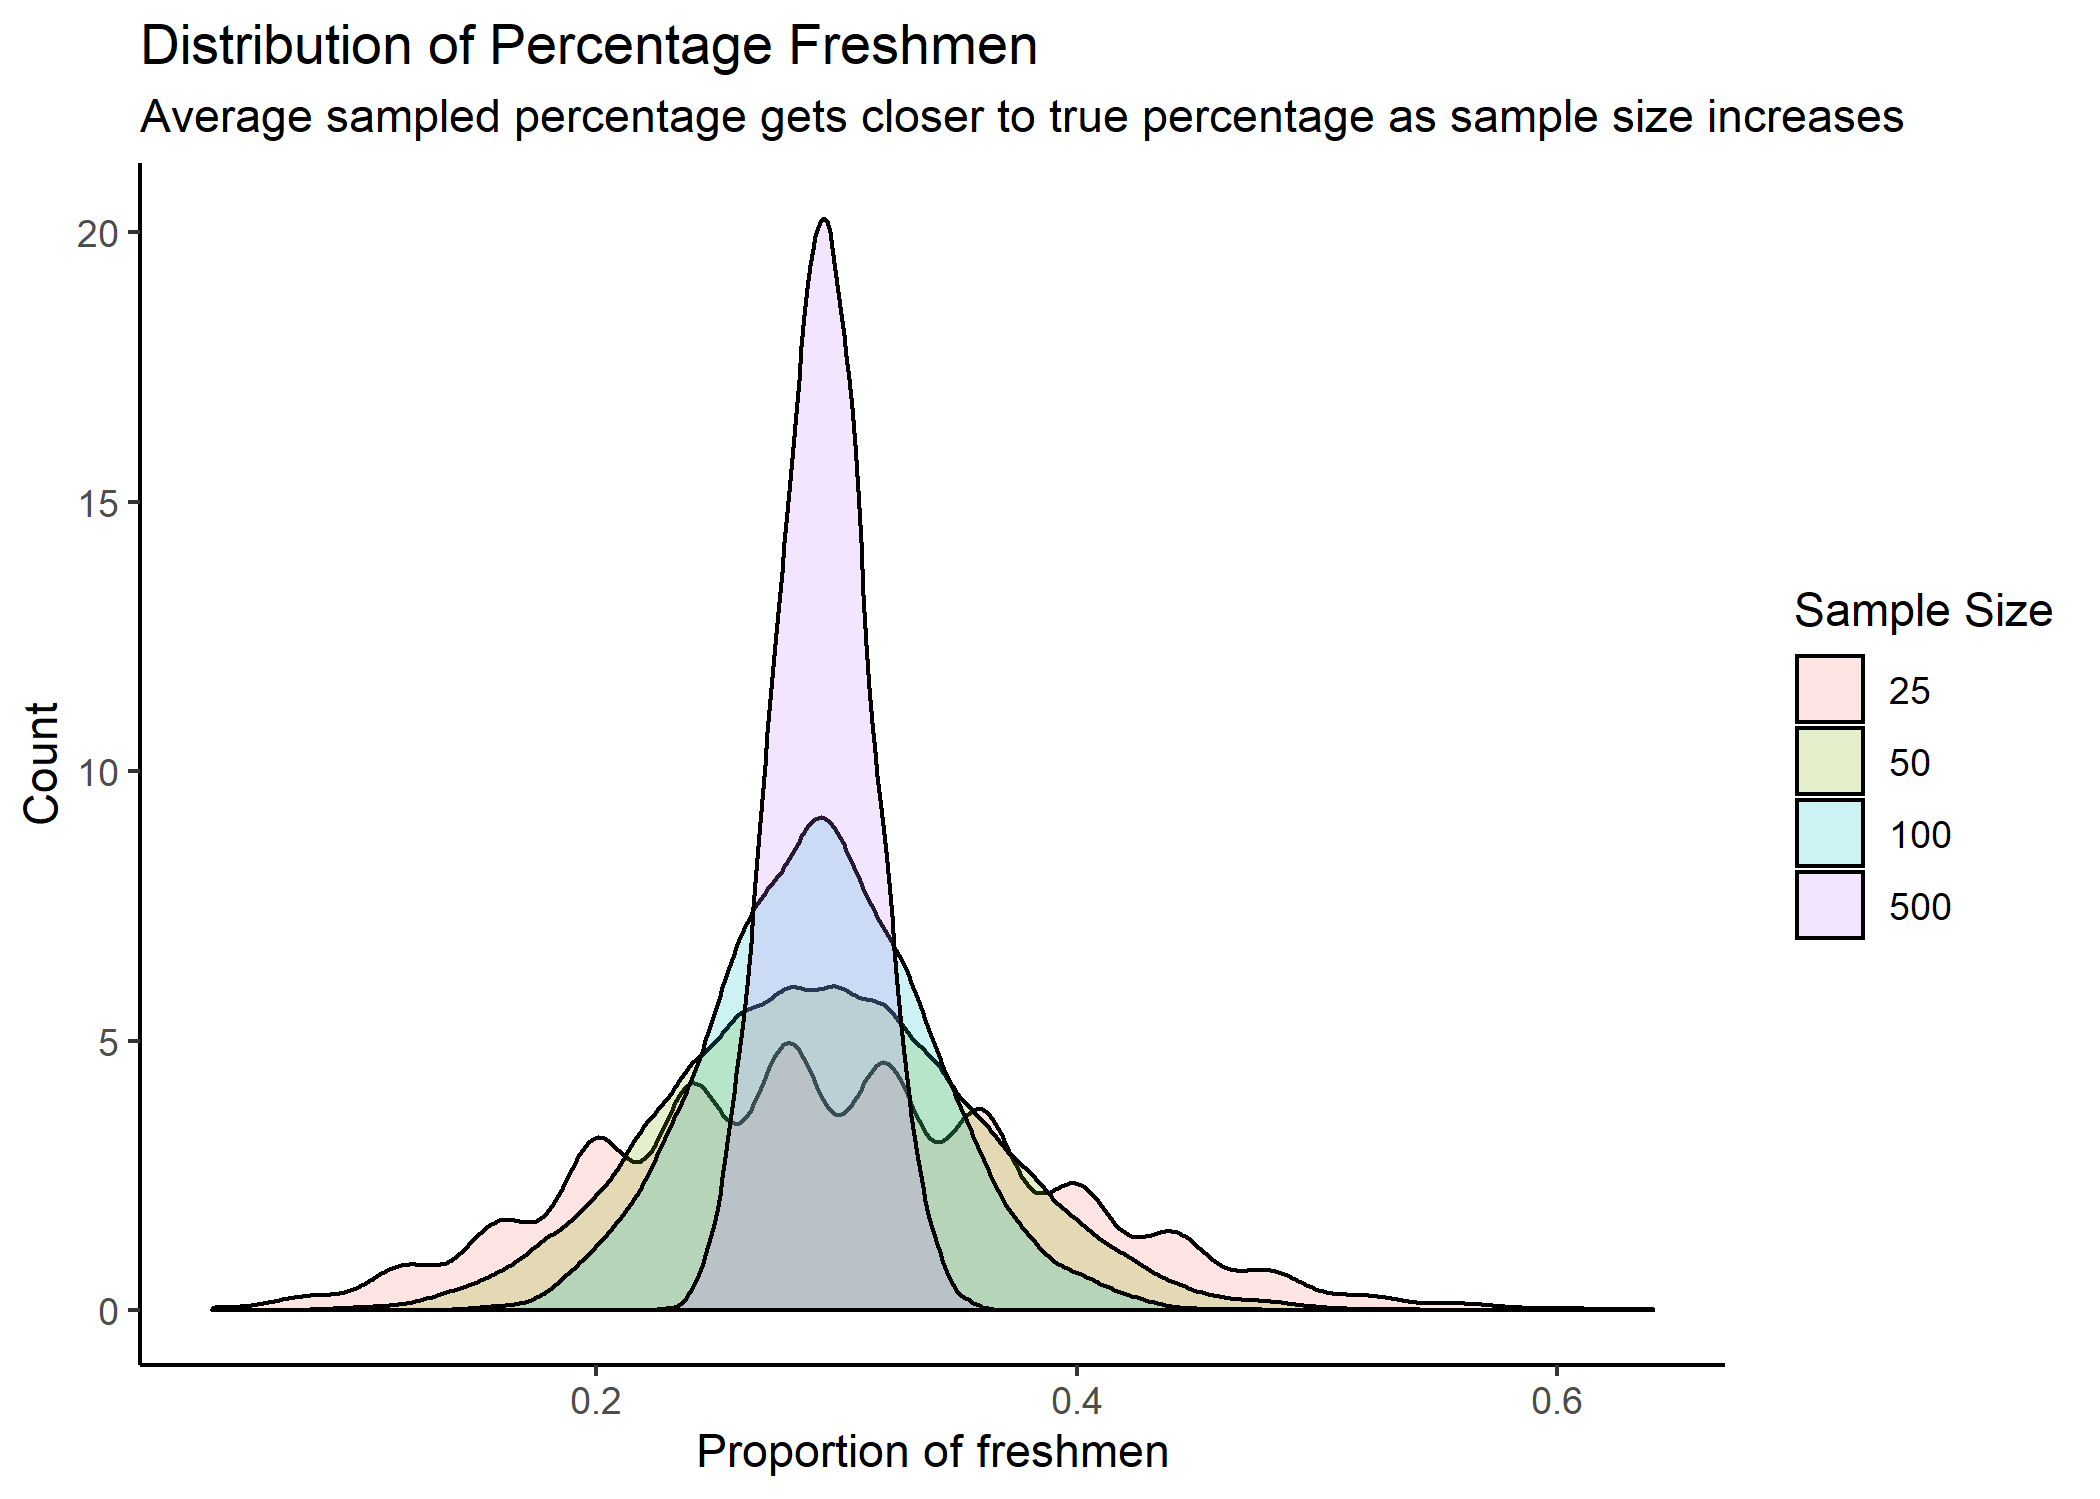 Distribution of Percentage Freshmen
Average sampled percentage gets closer to true percentage as sample size increases
20
15
10
5
0
Count
0.2 0.4 0.6
Proportion of freshmen
Sample Size
25
50
100
500